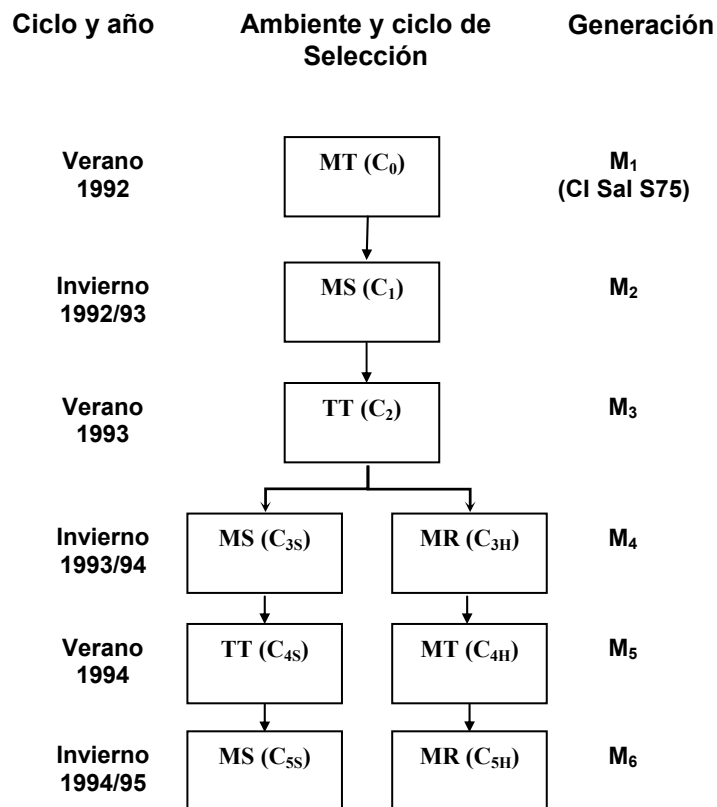 Ciclo y año Ambiente y ciclo de Generación
Selección
Verano MT (C₀) M₁
1992 (Cl Sal S75)
Invierno MS (C₁) M₂
1992/93
Verano TT (C₂) M₃
1993
Invierno MS (C₃S) MR (C₃H) M₄
1993/94
Verano TT (C₄S) MT (C₄H) M₅
1994
Invierno MS (C₅S) MR (C₅H) M₆
1994/95